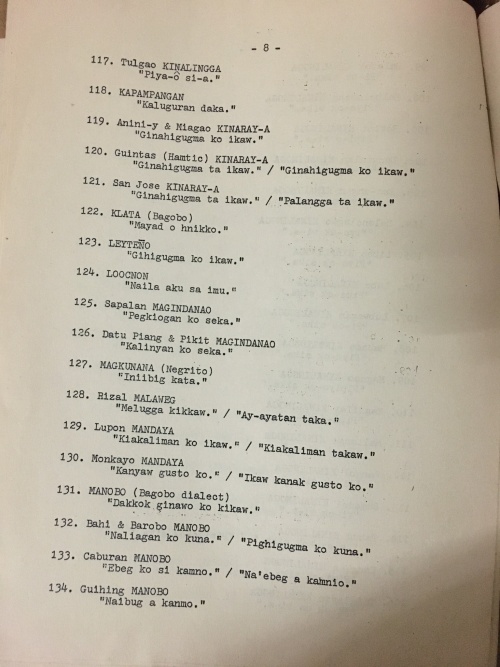 - 8 -
117. Tulgao KINALINGGA
"Piya-ô si-a."
118. KAPAMPANGAN
"Kaluguran daka."
119. Anini-y & Miagao KINARAY-A
"Ginahigugma ko ikaw."
120. Guintas (Hamtic) KINARAY-A
"Ginahigugma ta ikaw." / "Ginahigugma ko ikaw."
121. San Jose KINARAY-A
"Ginahigugma ta ikaw." / "Palangga ta ikaw."
122. KLATA (Bagobo)
"Mayad o hnikko."
123. LEYTEÑO
"Gihigugma ko ikaw."
124. LOOCNON
"Naila aku sa imu."
125. Sapalan MAGINDANAO
"Pegkiogan ko seka."
126. Datu Piang & Pikit MAGINDANAO
"Kalinyan ko seka."
127. MAGKUNANA (Negrito)
"Iniibig kata."
128. Rizal MALAWEG
"Melugga kikkaw." / "Ay-ayatan taka."
129. Lupon MANDAYA
"Kiakaliman ko ikaw." / "Kiakaliman takaw."
130. Monkayo MANDAYA
"Kanyaw gusto ko." / "Ikaw kanak gusto ko."
131. MANOBO (Bagobo dialect)
"Dakkok ginawo ko kikaw."
132. Bahi & Barobo MANOBO
"Naliagan ko kuna." / "Pighigugma ko kuna."
133. Caburan MANOBO
"Ebeg ko si kamno." / "Na'ebeg a kamnio."
134. Guihing MANOBO
"Naibug a kanmo."